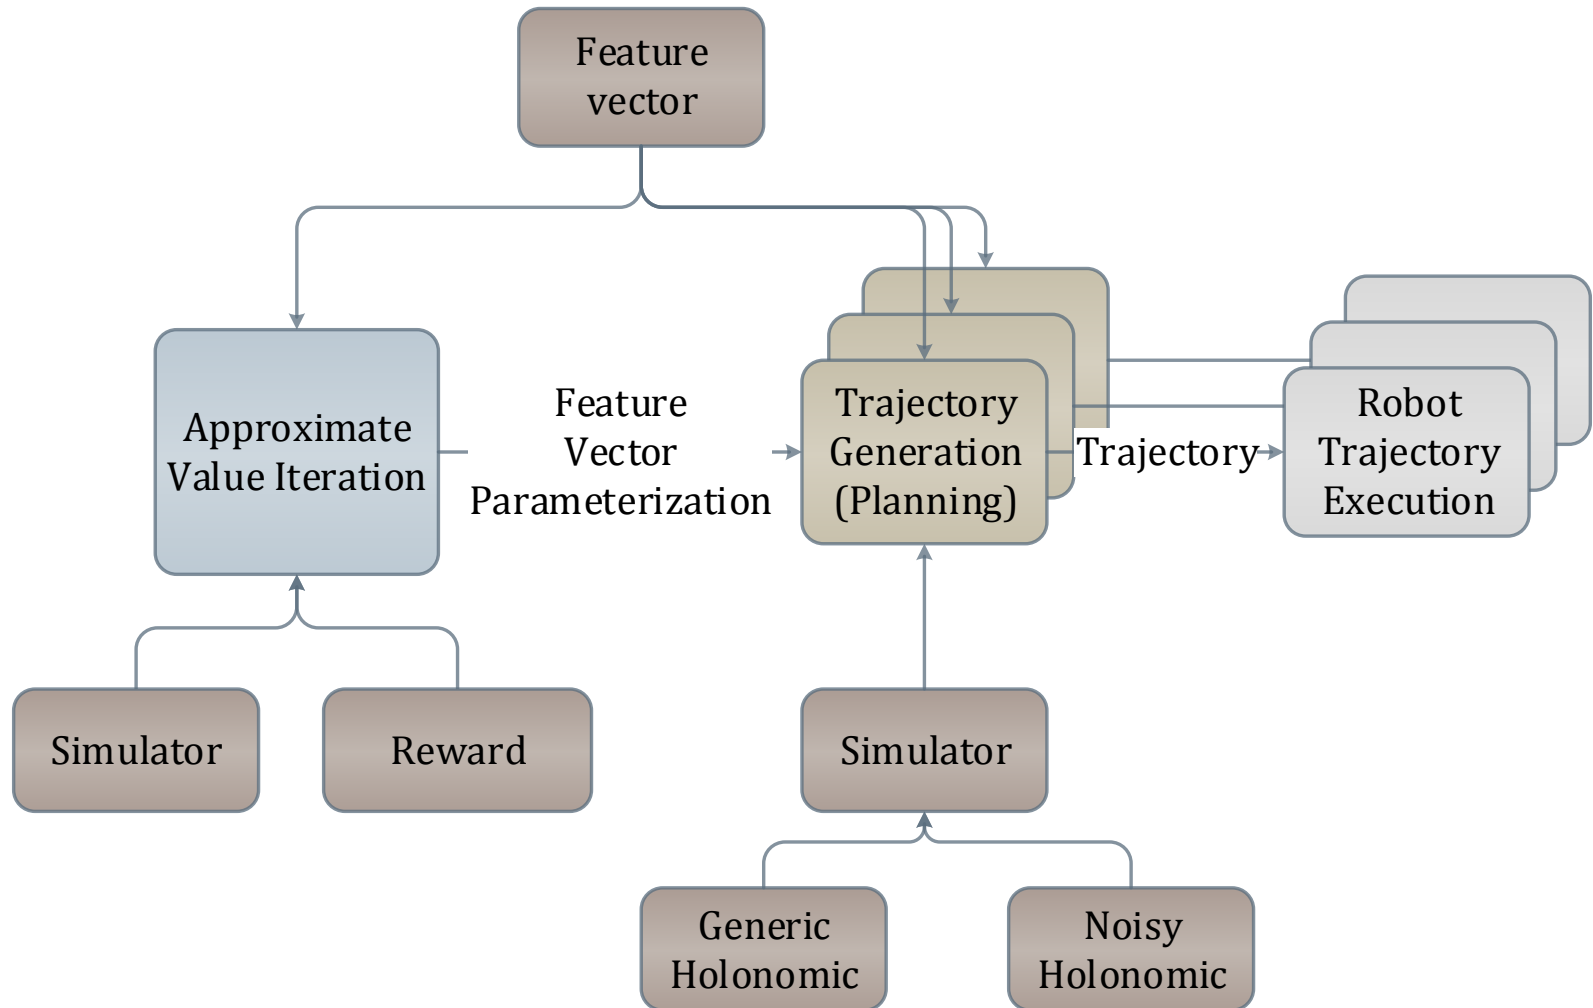 Feature
vector
Approximate
Value Iteration
Feature
Vector
Parameterization
Trajectory
Generation
(Planning)
Trajectory
Robot
Trajectory
Execution
Simulator
Reward
Simulator
Generic
Holonomic
Noisy
Holonomic